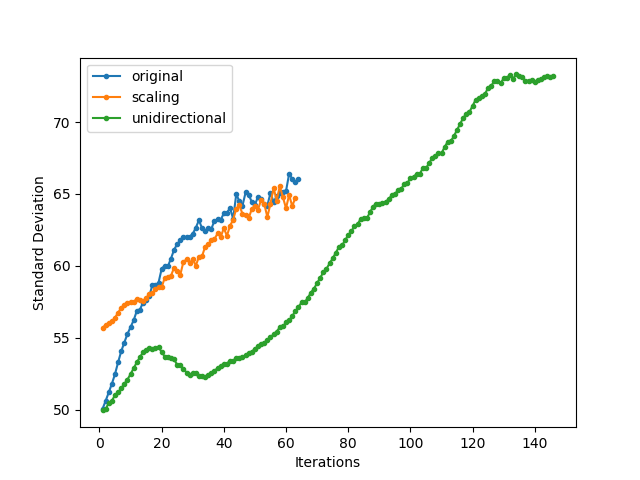 original
scaling
unidirectional
Standard Deviation
70
65
60
55
50
0 20 40 60 80 100 120 140
Iterations